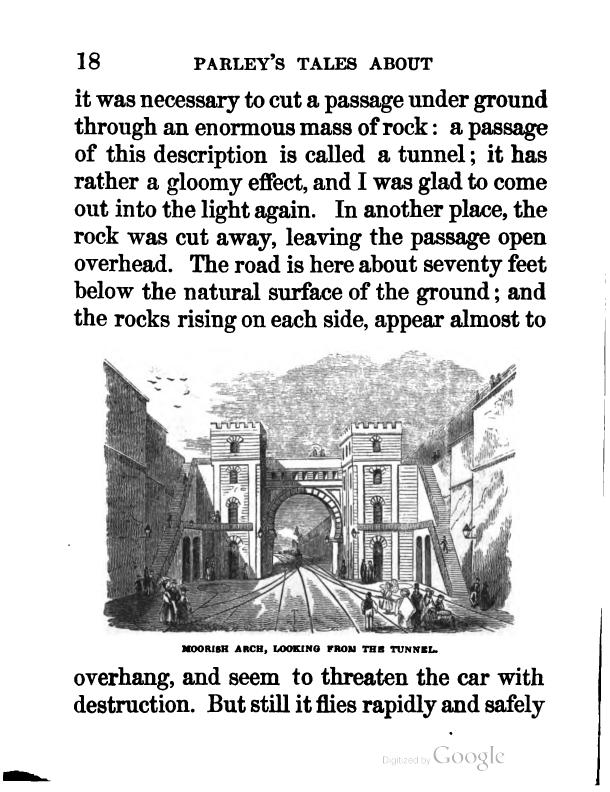 18 PARLEY'S TALES ABOUT
it was necessary to cut a passage under ground
through an enormous mass of rock: a passage
of this description is called a tunnel; it has
rather a gloomy effect, and I was glad to come
out into the light again. In another place, the
rock was cut away, leaving the passage open
overhead. The road is here about seventy feet
below the natural surface of the ground; and
the rocks rising on each side, appear almost to
MOORISH ARCH, LOOKING FROM THE TUNNEL.
overhang, and seem to threaten the car with
destruction. But still it flies rapidly and safely
Digitized by Google